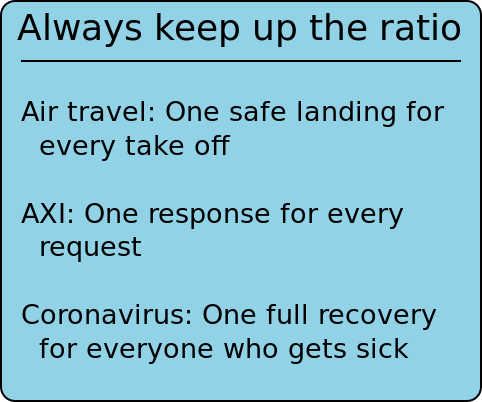 Always keep up the ratio
Air travel: One safe landing for
every take off
AXI: One response for every
request
Coronavirus: One full recovery
for everyone who gets sick